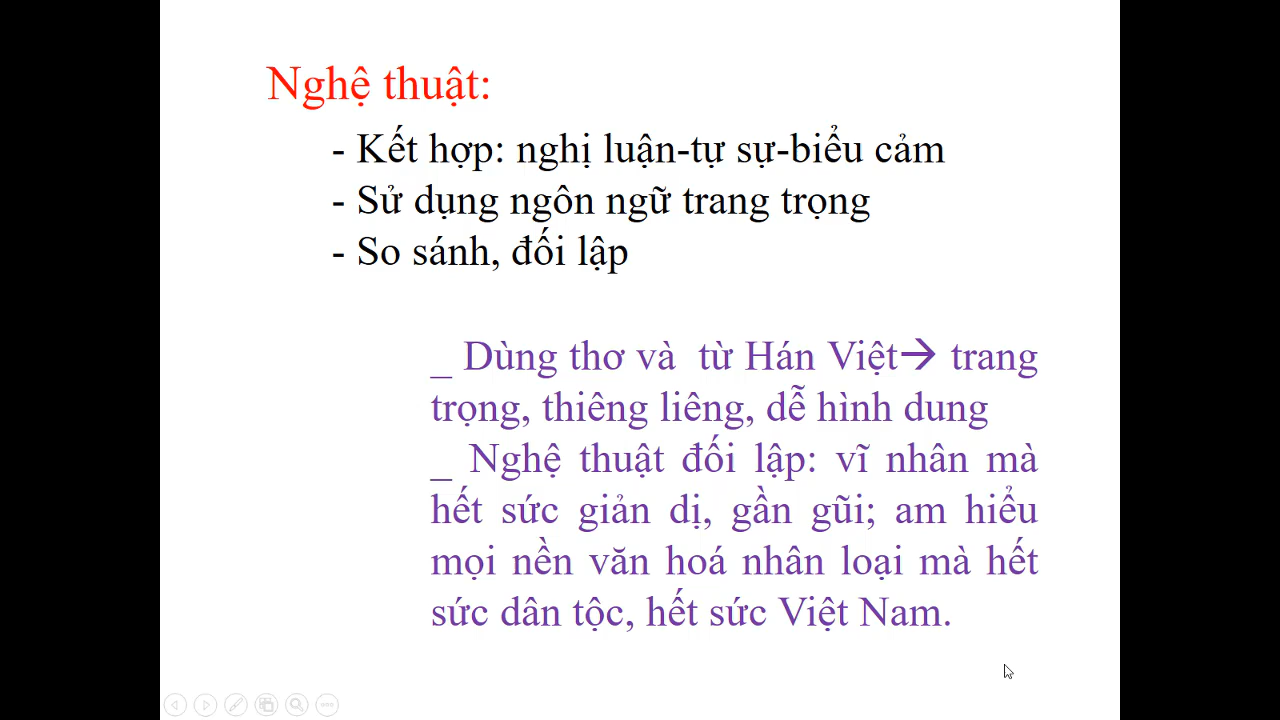 Nghệ thuật:
- Kết hợp: nghị luận-tự sự-biểu cảm
- Sử dụng ngôn ngữ trang trọng
- So sánh, đối lập
_ Dùng thơ và từ Hán Việt→ trang
trọng, thiêng liêng, dễ hình dung
_ Nghệ thuật đối lập: vĩ nhân mà
hết sức giản dị, gần gũi; am hiểu
mọi nền văn hoá nhân loại mà hết
sức dân tộc, hết sức Việt Nam.